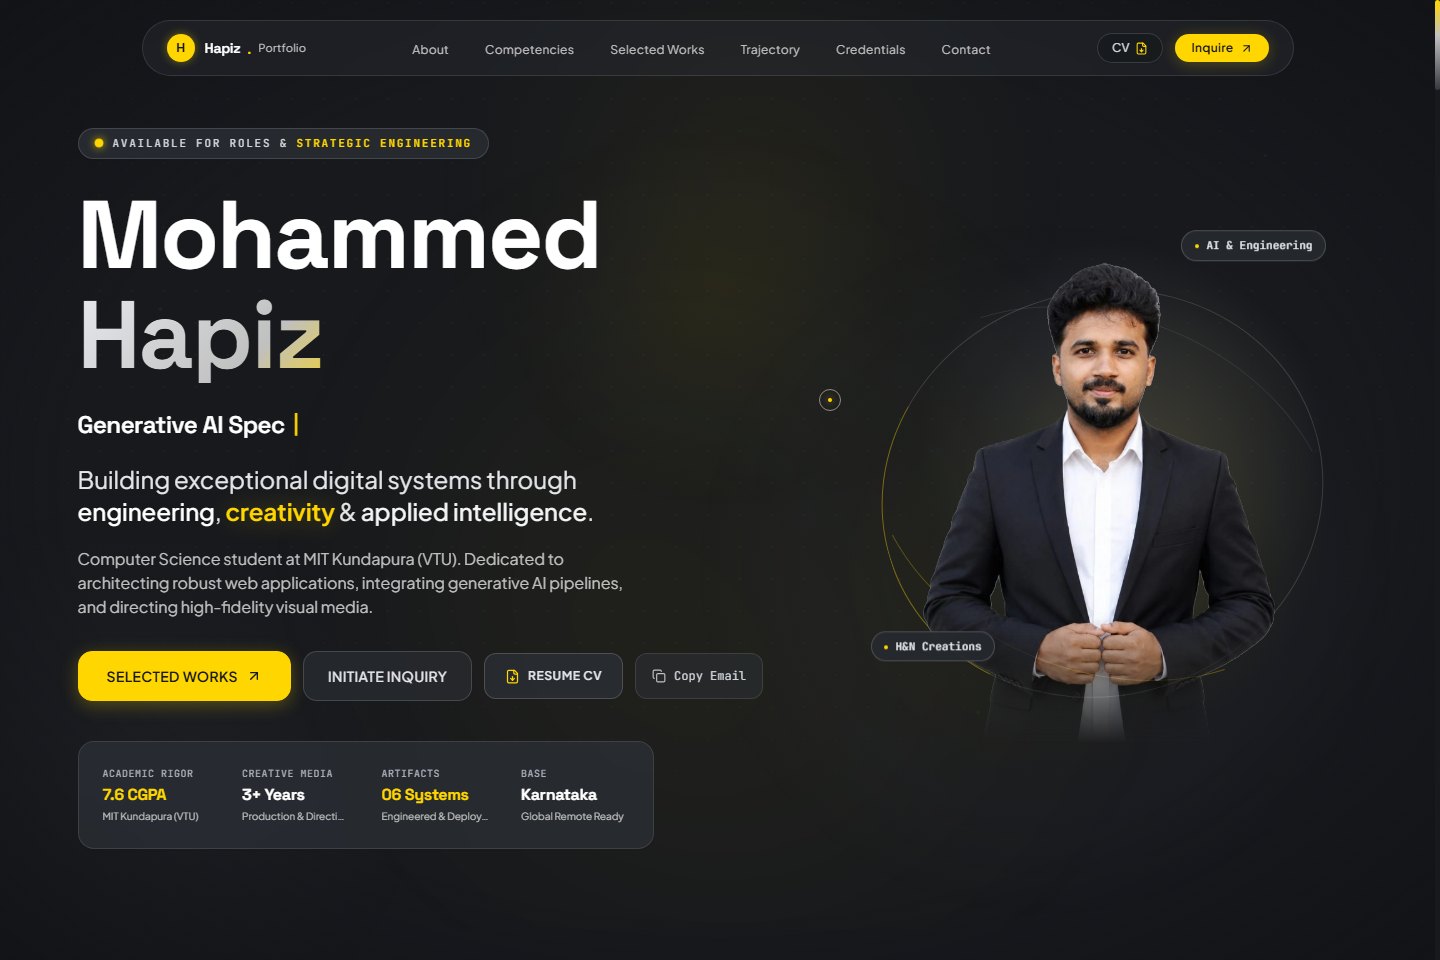 H Hapiz . Portfolio
About Competencies Selected Works Trajectory Credentials Contact
CV
Inquire
AVAILABLE FOR ROLES & STRATEGIC ENGINEERING
Mohammed
Hapiz
Generative AI Spec
Building exceptional digital systems through
engineering, creativity & applied intelligence.
Computer Science student at MIT Kundapura (VTU). Dedicated to
architecting robust web applications, integrating generative AI pipelines,
and directing high-fidelity visual media.
SELECTED WORKS
INITIATE INQUIRY
RESUME CV
Copy Email
ACADEMIC RIGOR
7.6 CGPA
MIT Kundapura (VTU)
CREATIVE MEDIA
3+ Years
Production & Directi...
ARTIFACTS
06 Systems
Engineered & Deploy...
BASE
Karnataka
Global Remote Ready
AI & Engineering
H&N Creations